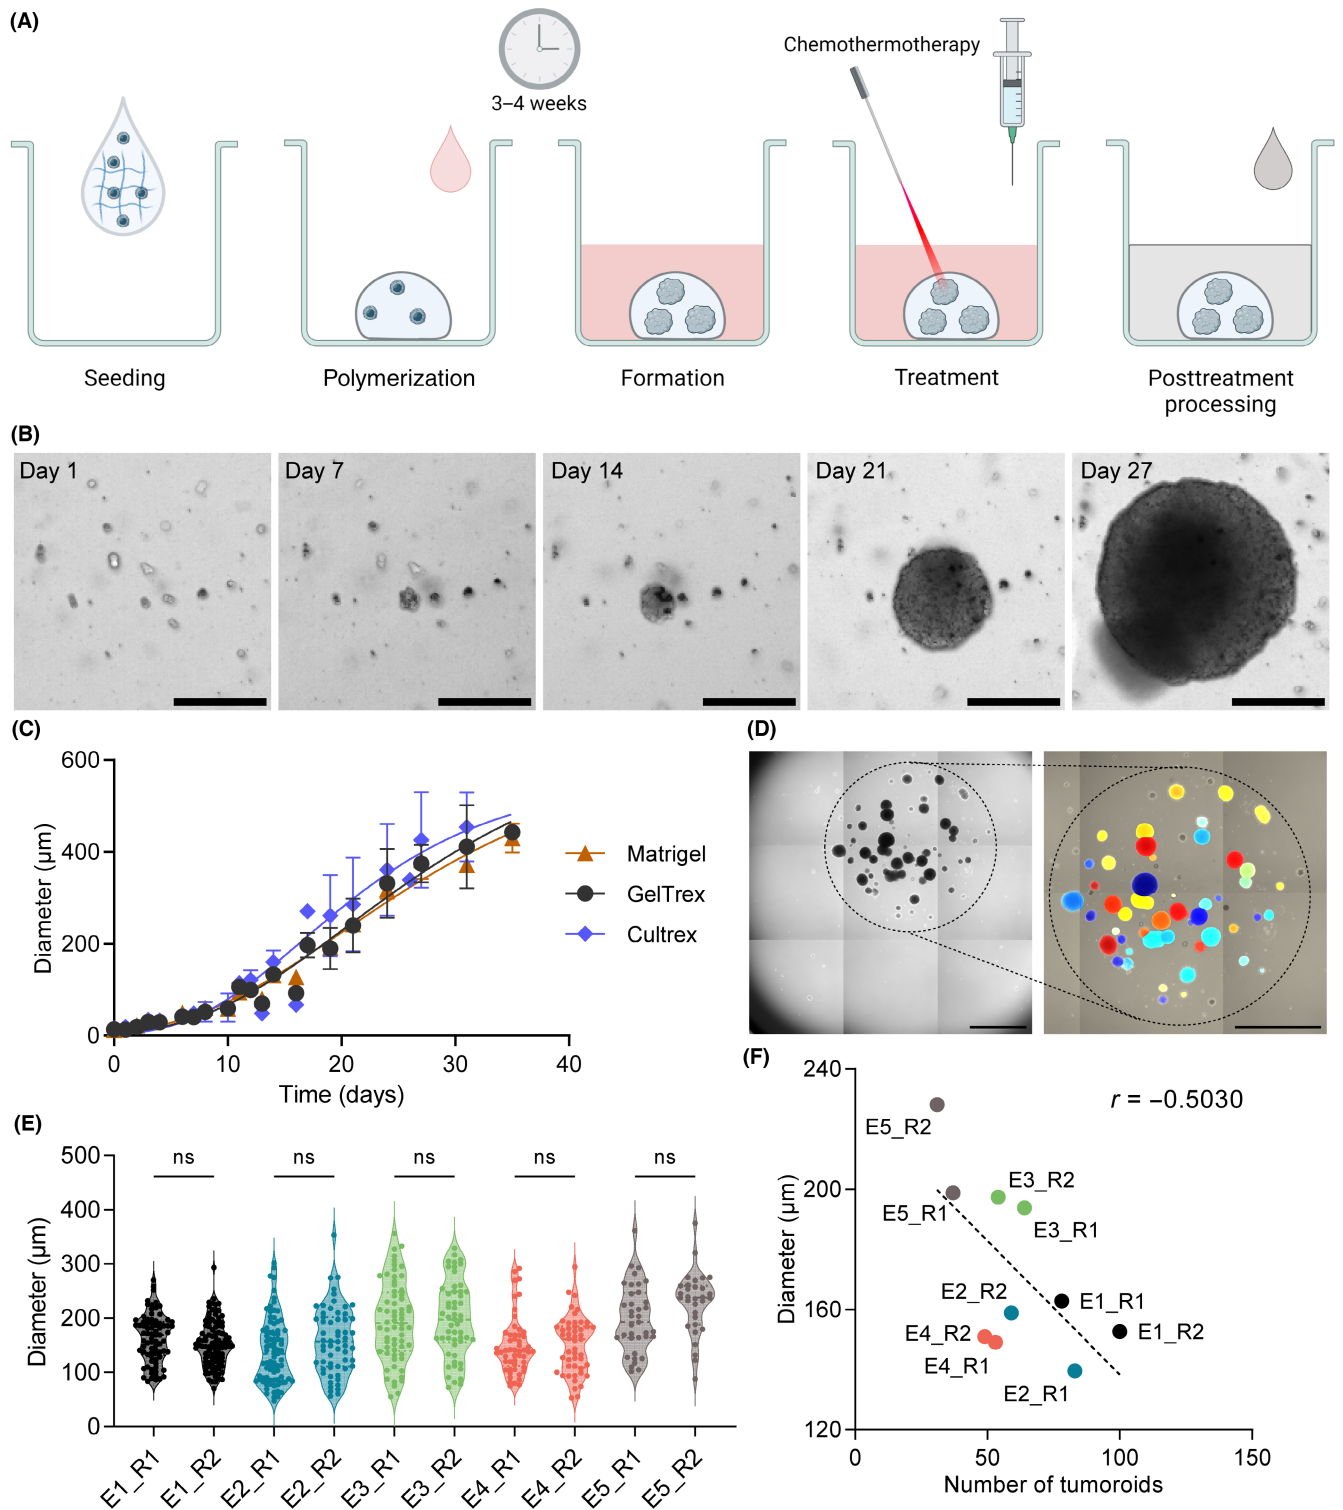 (A)
3–4 weeks
Chemothermotherapy
Seeding
Polymerization
Formation
Treatment
Posttreatment
processing
(B)
Day 1
Day 7
Day 14
Day 21
Day 27
(C)
600
400
200
0
Diameter (µm)
0
10
20
30
40
Time (days)
Matrigel
GelTrex
Cultrex
(D)
(E)
500
400
300
200
100
0
Diameter (µm)
ns
ns
ns
ns
ns
E1_R1
E1_R2
E2_R1
E2_R2
E3_R1
E3_R2
E4_R1
E4_R2
E5_R1
E5_R2
(F)
240
200
160
120
Diameter (µm)
r = −0.5030
E5_R2
E5_R1
E3_R2
E3_R1
E2_R2
E1_R1
E4_R2
E1_R2
E4_R1
E2_R1
0
50
100
150
Number of tumoroids